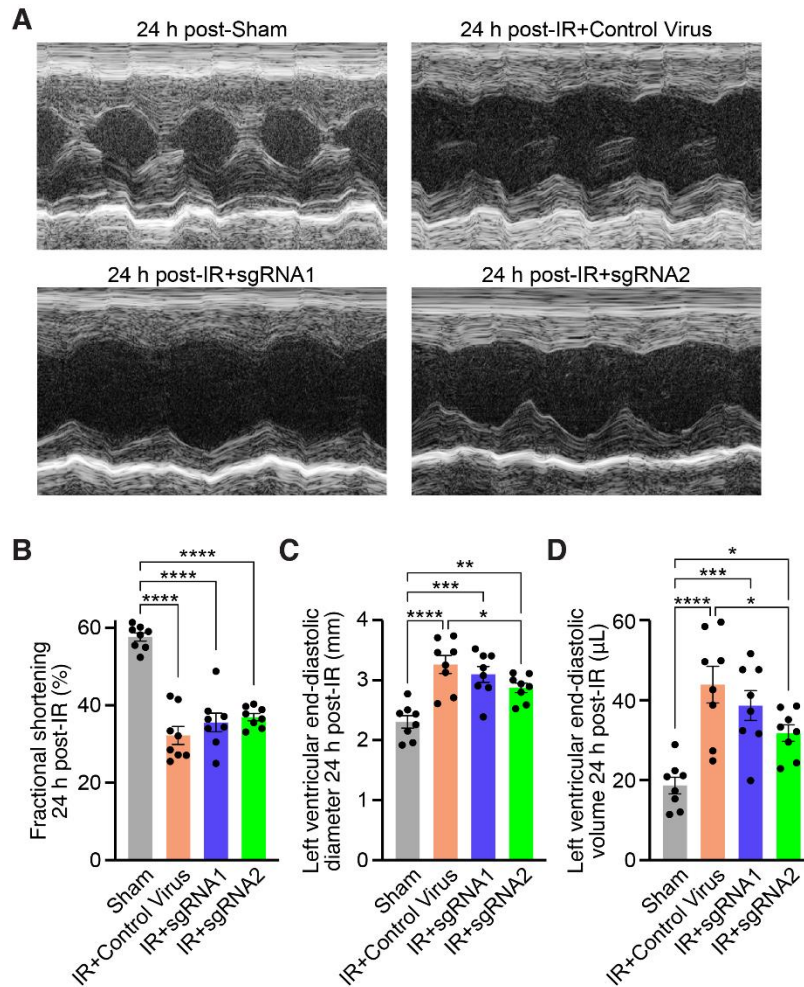 A
24 h post-Sham
24 h post-IR+Control Virus
24 h post-IR+sgRNA1
24 h post-IR+sgRNA2
B
Fractional shortening
24 h post-IR (%)
60
40
20
0
****
****
****
Sham
IR+Control Virus
IR+sgRNA1
IR+sgRNA2
C
Left ventricular end-diastolic
diameter 24 h post-IR (mm)
4
3
2
1
0
**
***
****
*
Sham
IR+Control Virus
IR+sgRNA1
IR+sgRNA2
D
Left ventricular end-diastolic
volume 24 h post-IR (µL)
60
40
20
0
*
***
****
*
Sham
IR+Control Virus
IR+sgRNA1
IR+sgRNA2